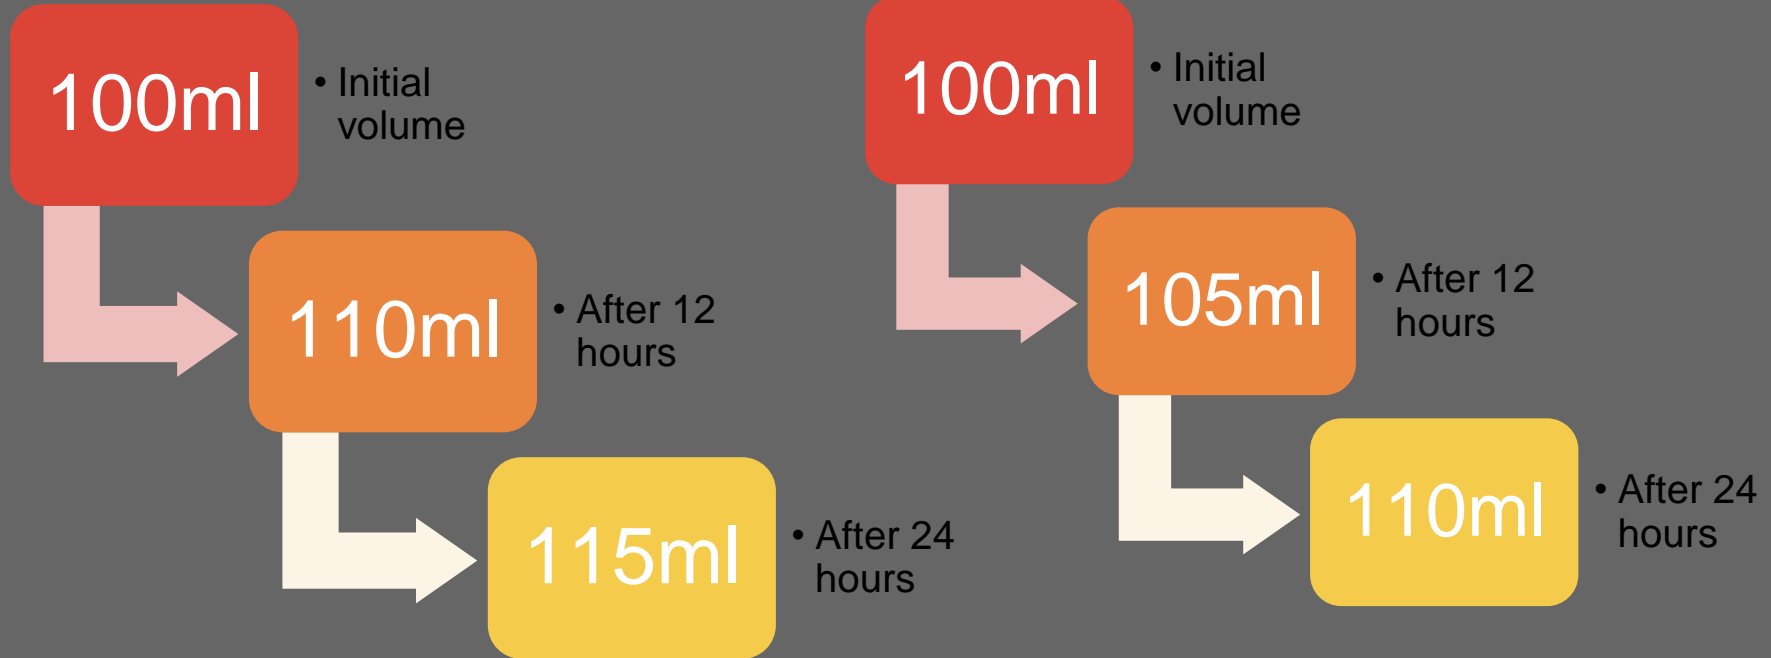 100ml
• Initial
volume
110ml
• After 12
hours
115ml
• After 24
hours
100ml
• Initial
volume
105ml
• After 12
hours
110ml
• After 24
hours